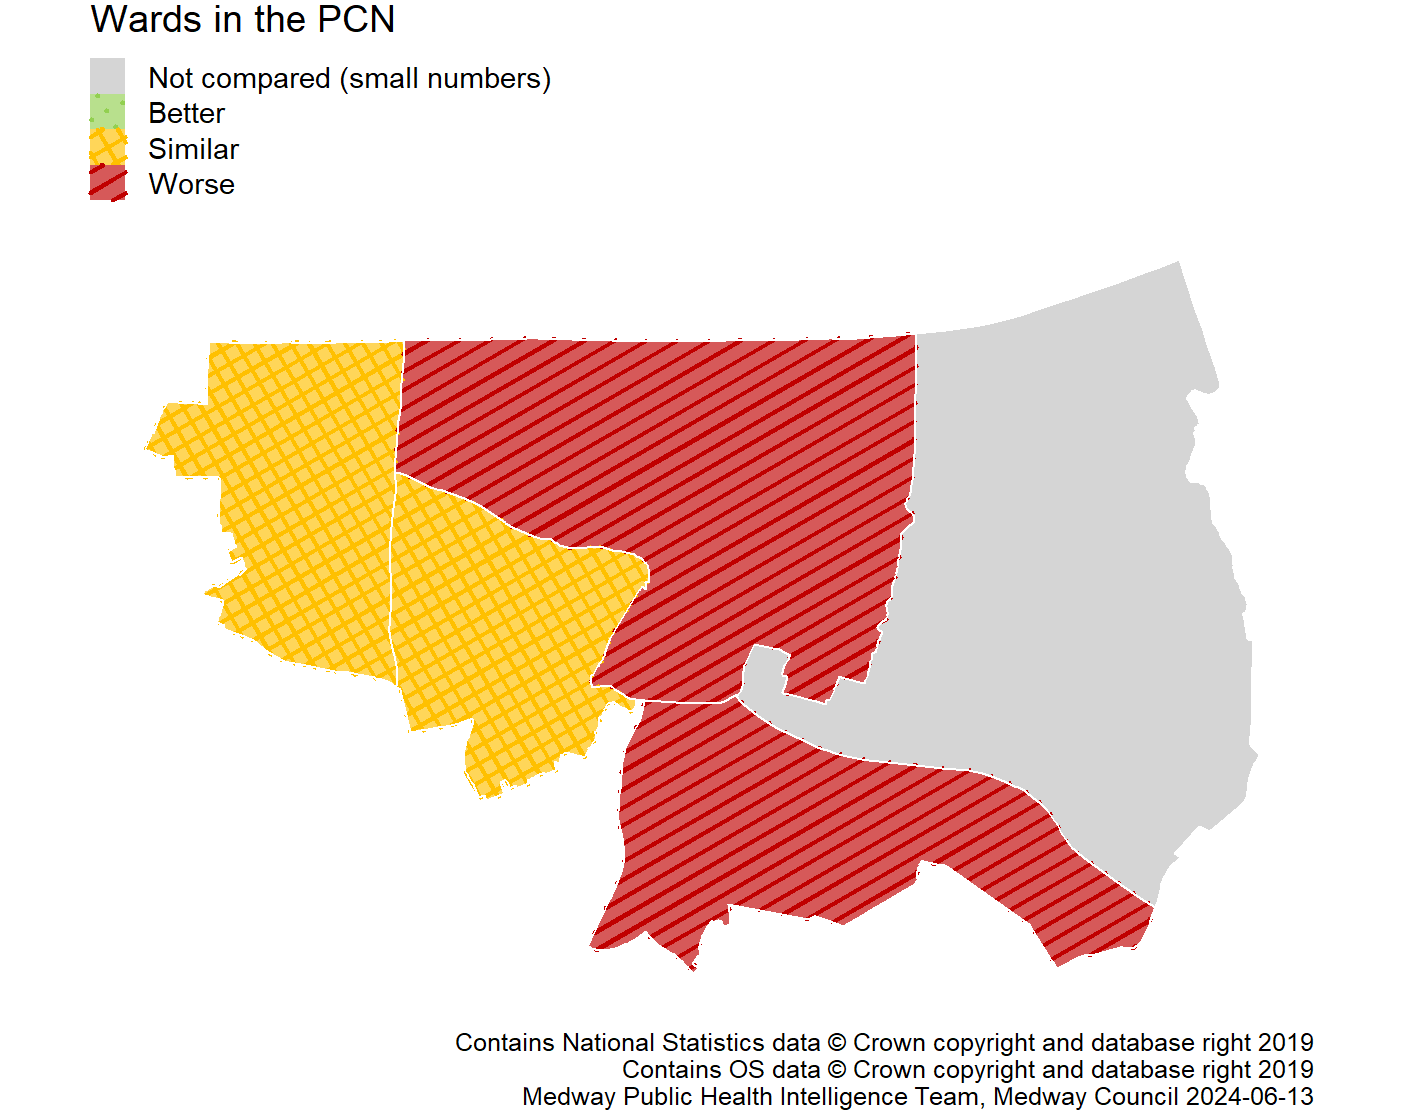 Wards in the PCN
Not compared (small numbers)
Better
Similar
Worse
Contains National Statistics data © Crown copyright and database right 2019
Contains OS data © Crown copyright and database right 2019
Medway Public Health Intelligence Team, Medway Council 2024-06-13